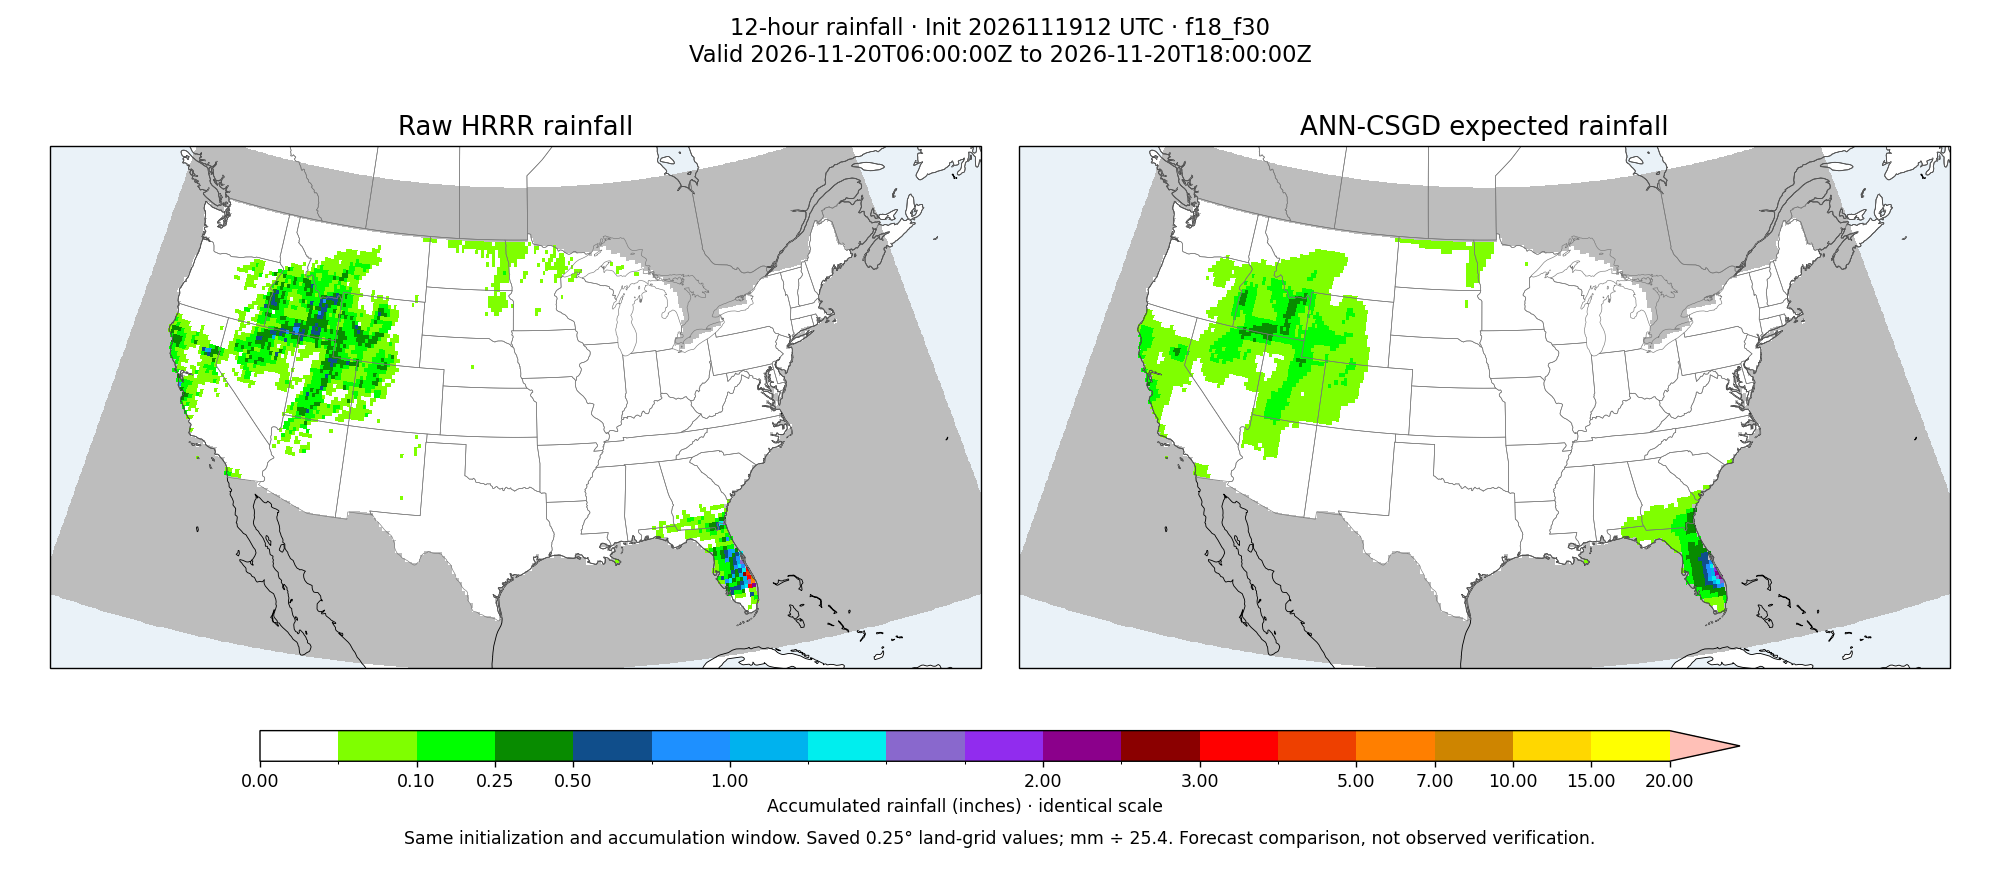 12-hour rainfall · Init 2026111912 UTC · f18_f30
Valid 2026-11-20T06:00:00Z to 2026-11-20T18:00:00Z
Raw HRRR rainfall
ANN-CSGD expected rainfall
0.00 0.10 0.25 0.50 1.00 2.00 3.00 5.00 7.00 10.00 15.00 20.00
Accumulated rainfall (inches) · identical scale
Same initialization and accumulation window. Saved 0.25° land-grid values; mm ÷ 25.4. Forecast comparison, not observed verification.